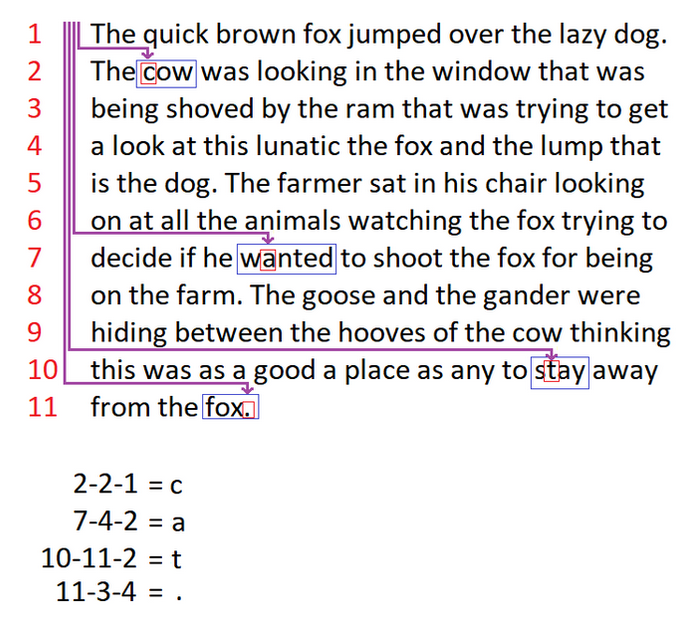 1 The quick brown fox jumped over the lazy dog.
2 The cow was looking in the window that was
3 being shoved by the ram that was trying to get
4 a look at this lunatic the fox and the lump that
5 is the dog. The farmer sat in his chair looking
6 on at all the animals watching the fox trying to
7 decide if he wanted to shoot the fox for being
8 on the farm. The goose and the gander were
9 hiding between the hooves of the cow thinking
10 this was as a good a place as any to stay away
11 from the fox.
2-2-1 = c
7-4-2 = a
10-11-2 = t
11-3-4 = .